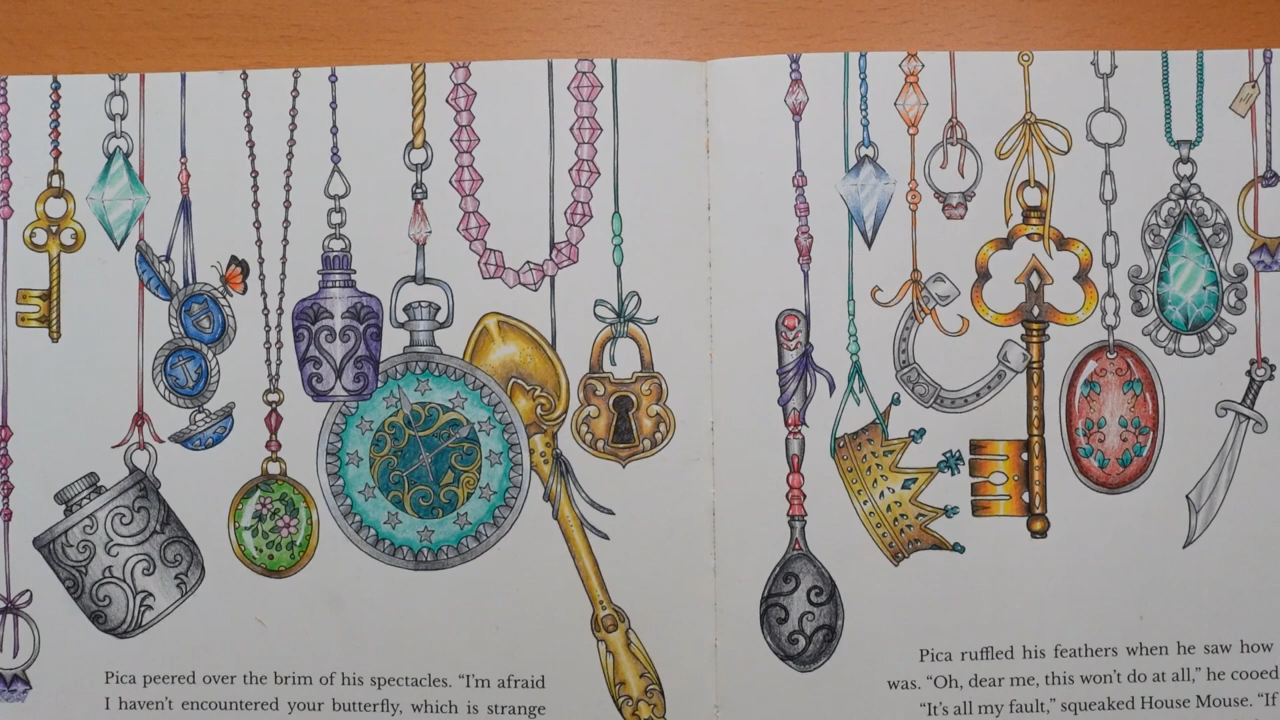 Pica peered over the brim of his spectacles. “I’m afraid
I haven’t encountered your butterfly, which is strange
Pica ruffled his feathers when he saw how
was. “Oh, dear me, this won’t do at all,” he cooed
“It’s all my fault,” squeaked House Mouse. “If